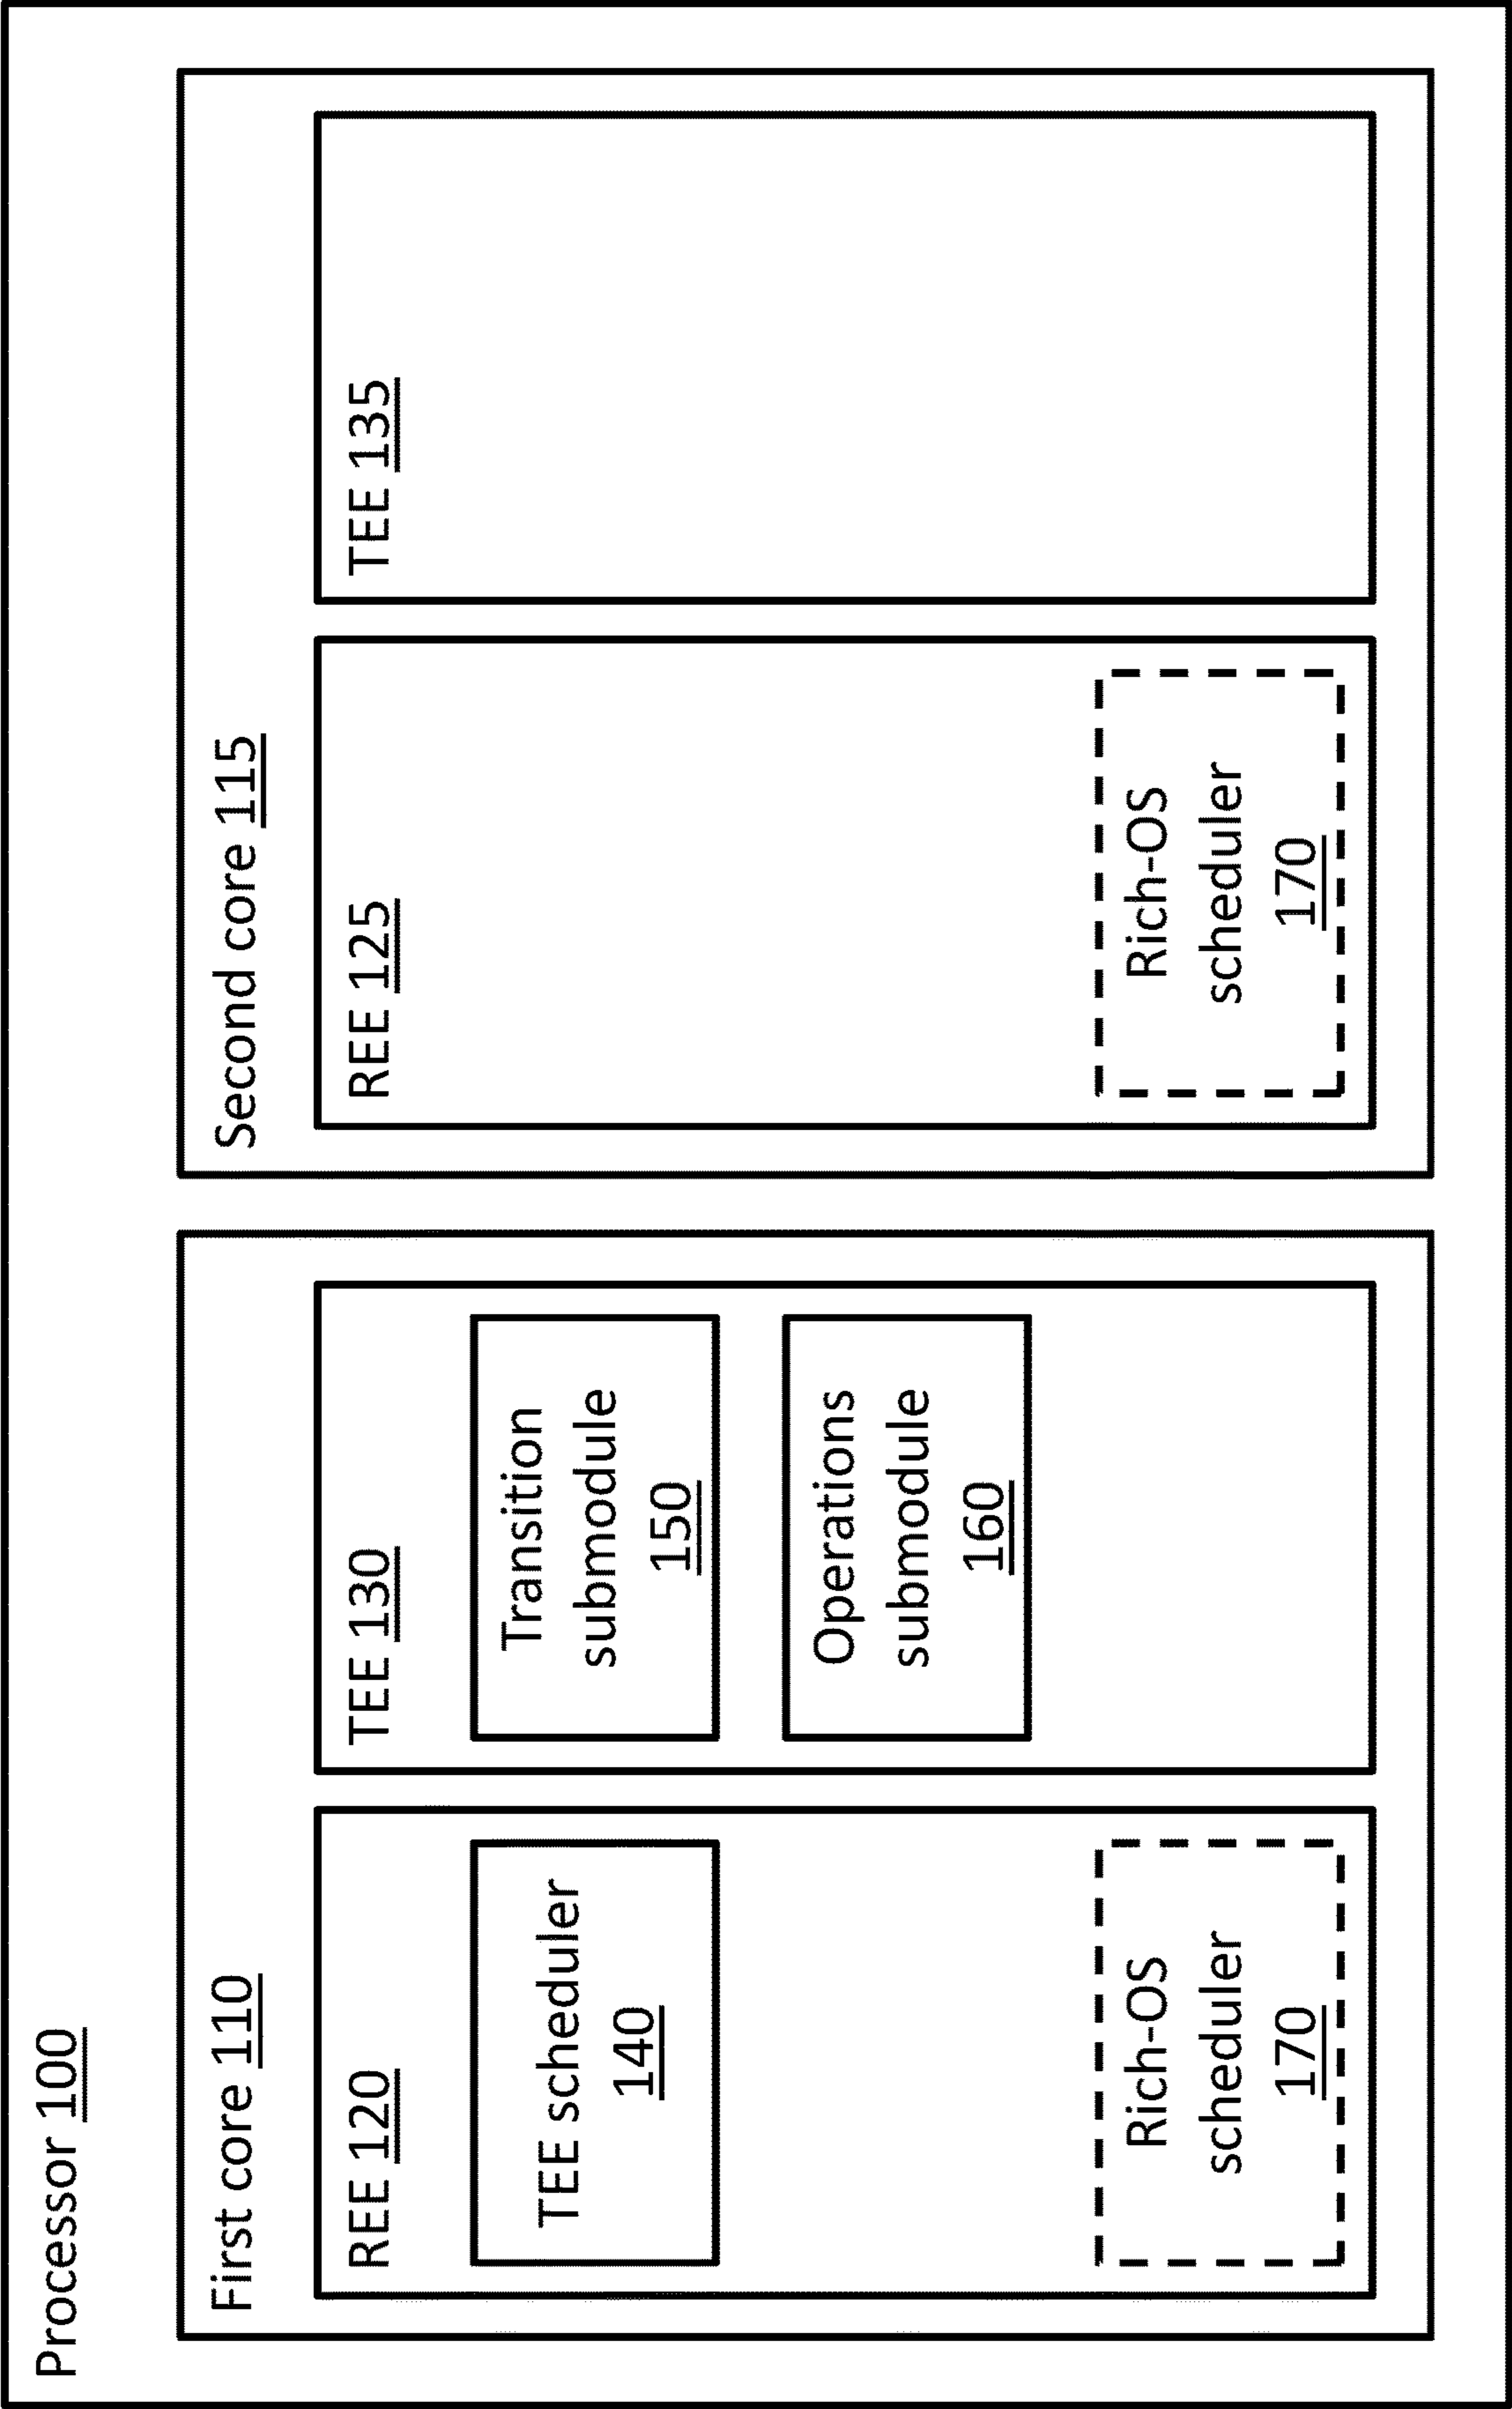 Processor 100
First core 110
REE 120
TEE scheduler
140
Rich-OS
scheduler
170
TEE 130
Transition
submodule
150
Operations
submodule
160
Second core 115
REE 125
Rich-OS
scheduler
170
TEE 135